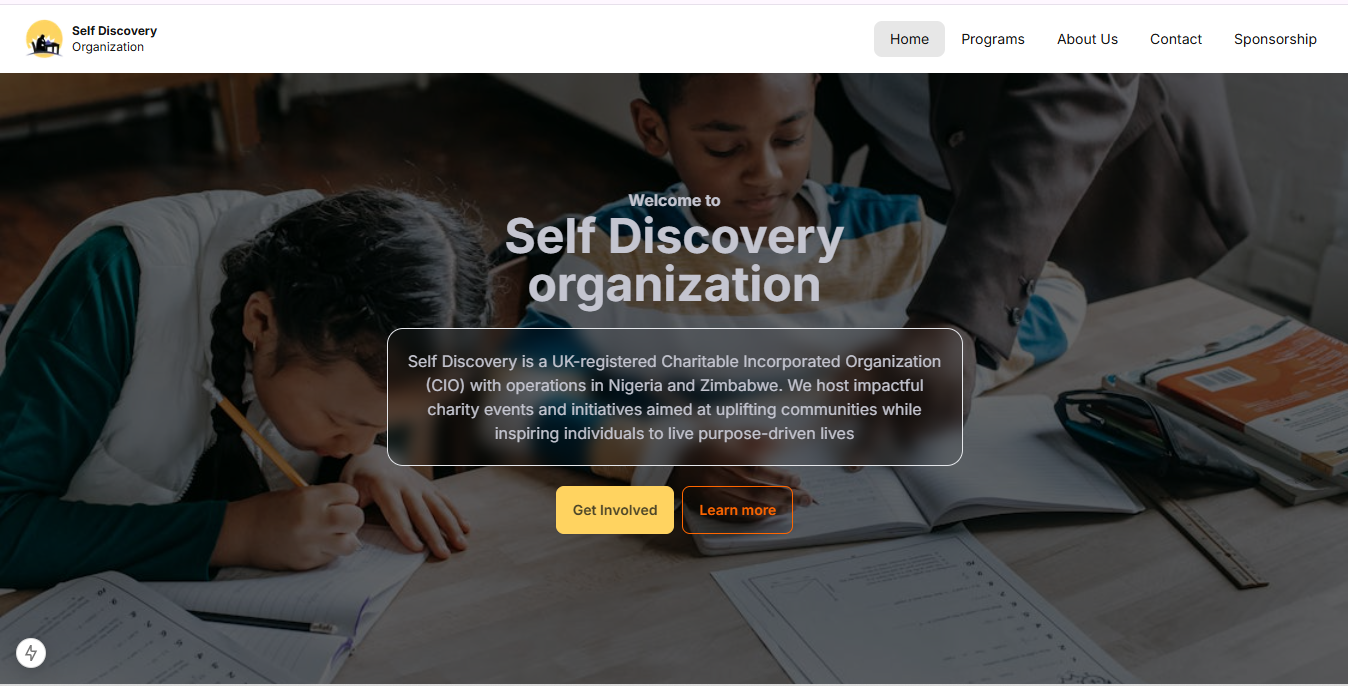 Self Discovery
Organization
Home
Programs
About Us
Contact
Sponsorship
Welcome to
Self Discovery
organization
Self Discovery is a UK-registered Charitable Incorporated Organization
(CIO) with operations in Nigeria and Zimbabwe. We host impactful
charity events and initiatives aimed at uplifting communities while
inspiring individuals to live purpose-driven lives
Get Involved
Learn more